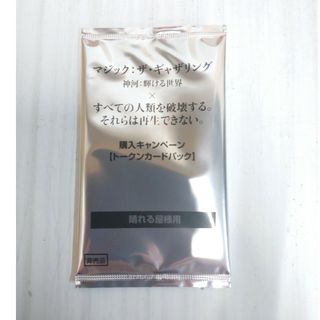 マジック：ザ・ギャザリング
神河：輝ける世界
×
すべての人類を破壊する。
それらは再生できない。
購入キャンペーン
【トークンカードパック】
晴れる屋様用
非売品